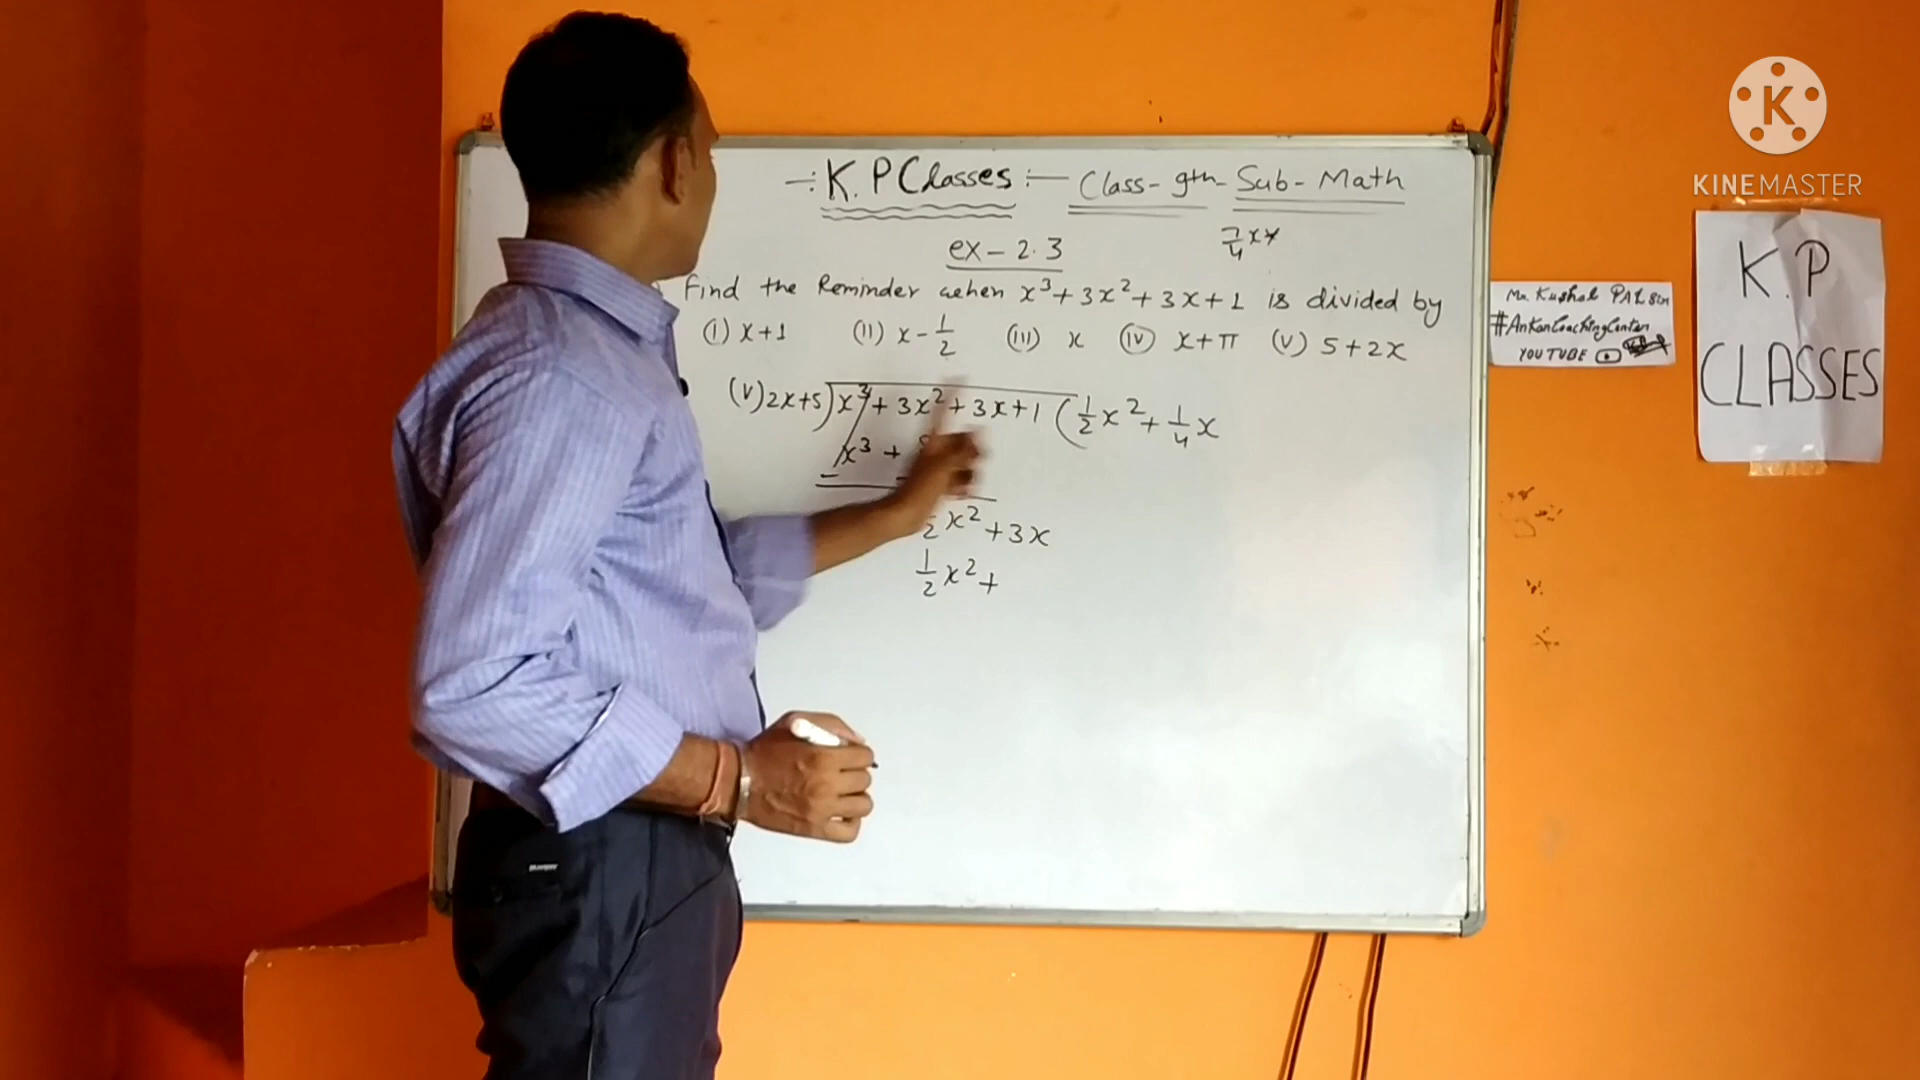 KINEMASTER
K
-: K. P Classes :- Class - 9th - Sub - Math
ex - 2.3
7/4 x
Find the Reminder when x³ + 3x² + 3x + 1 is divided by
(i) x+1 (ii) x - 1/2 (iii) x (iv) x+π (v) 5+2x
(v) 2x+5) x³ + 3x² + 3x + 1 ( 1/2 x² + 1/4 x
x³ +
- -
2 x² + 3x
1/2 x² +
K.P
CLASSES
Mr. Kushal PAL
#AnkanCoachingCenter
YOUTUBE